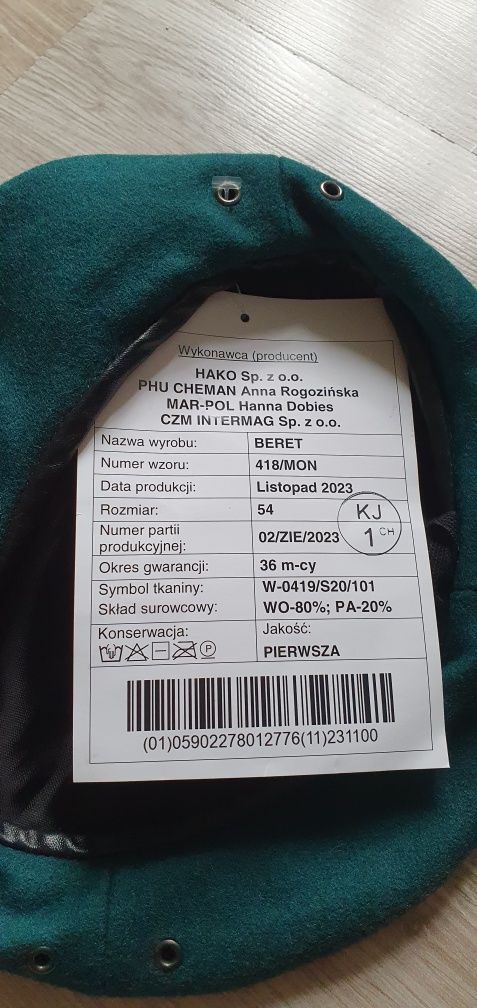 Wykonawca (producent)
HAKO Sp. z o.o.
PHU CHEMAN Anna Rogozińska
MAR-POL Hanna Dobies
CZM INTERMAG Sp. z o.o.
Nazwa wyrobu: BERET
Numer wzoru: 418/MON
Data produkcji: Listopad 2023
Rozmiar: 54
Numer partii
produkcyjnej: 02/ZIE/2023
KJ
1 CH
Okres gwarancji: 36 m-cy
Symbol tkaniny: W-0419/S20/101
Skład surowcowy: WO-80%; PA-20%
Konserwacja: Jakość:
P PIERWSZA
(01)05902278012776(11)231100